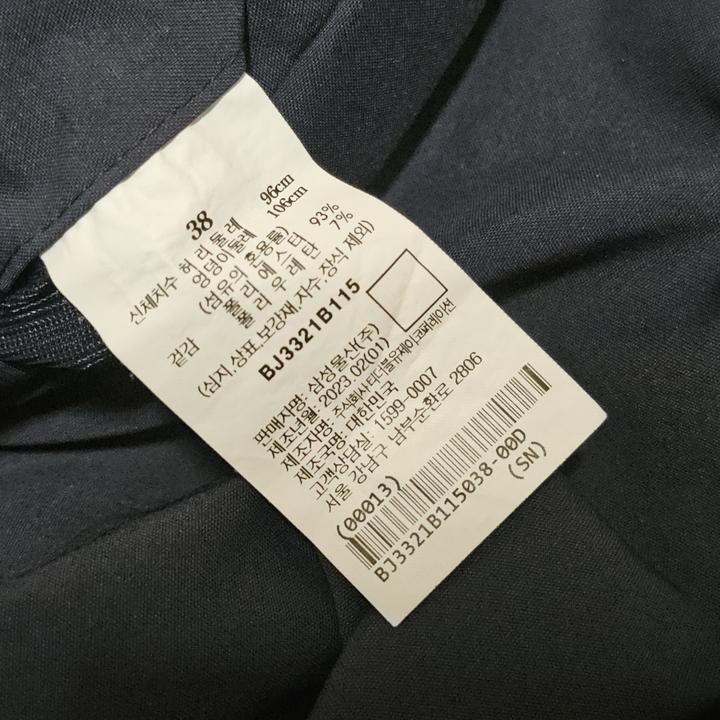 38
신체치수 허리둘레 96cm
엉덩이둘레 106cm
(섬유의 혼용률)
겉감 폴리에스터 93%
폴리우레탄 7%
(심지,상표,보강재,자수,장식 제외)
BJ3321B115
판매자명: 삼성물산(주)
제조년월: 2023.02(01)
제조자명: 주식회사티더블유제이코퍼레이션
제조국명: 대한민국
고객상담실: 1599-0007
서울 강남구 남부순환로 2806
(00013)
BJ3321B115038-00D
(SN)